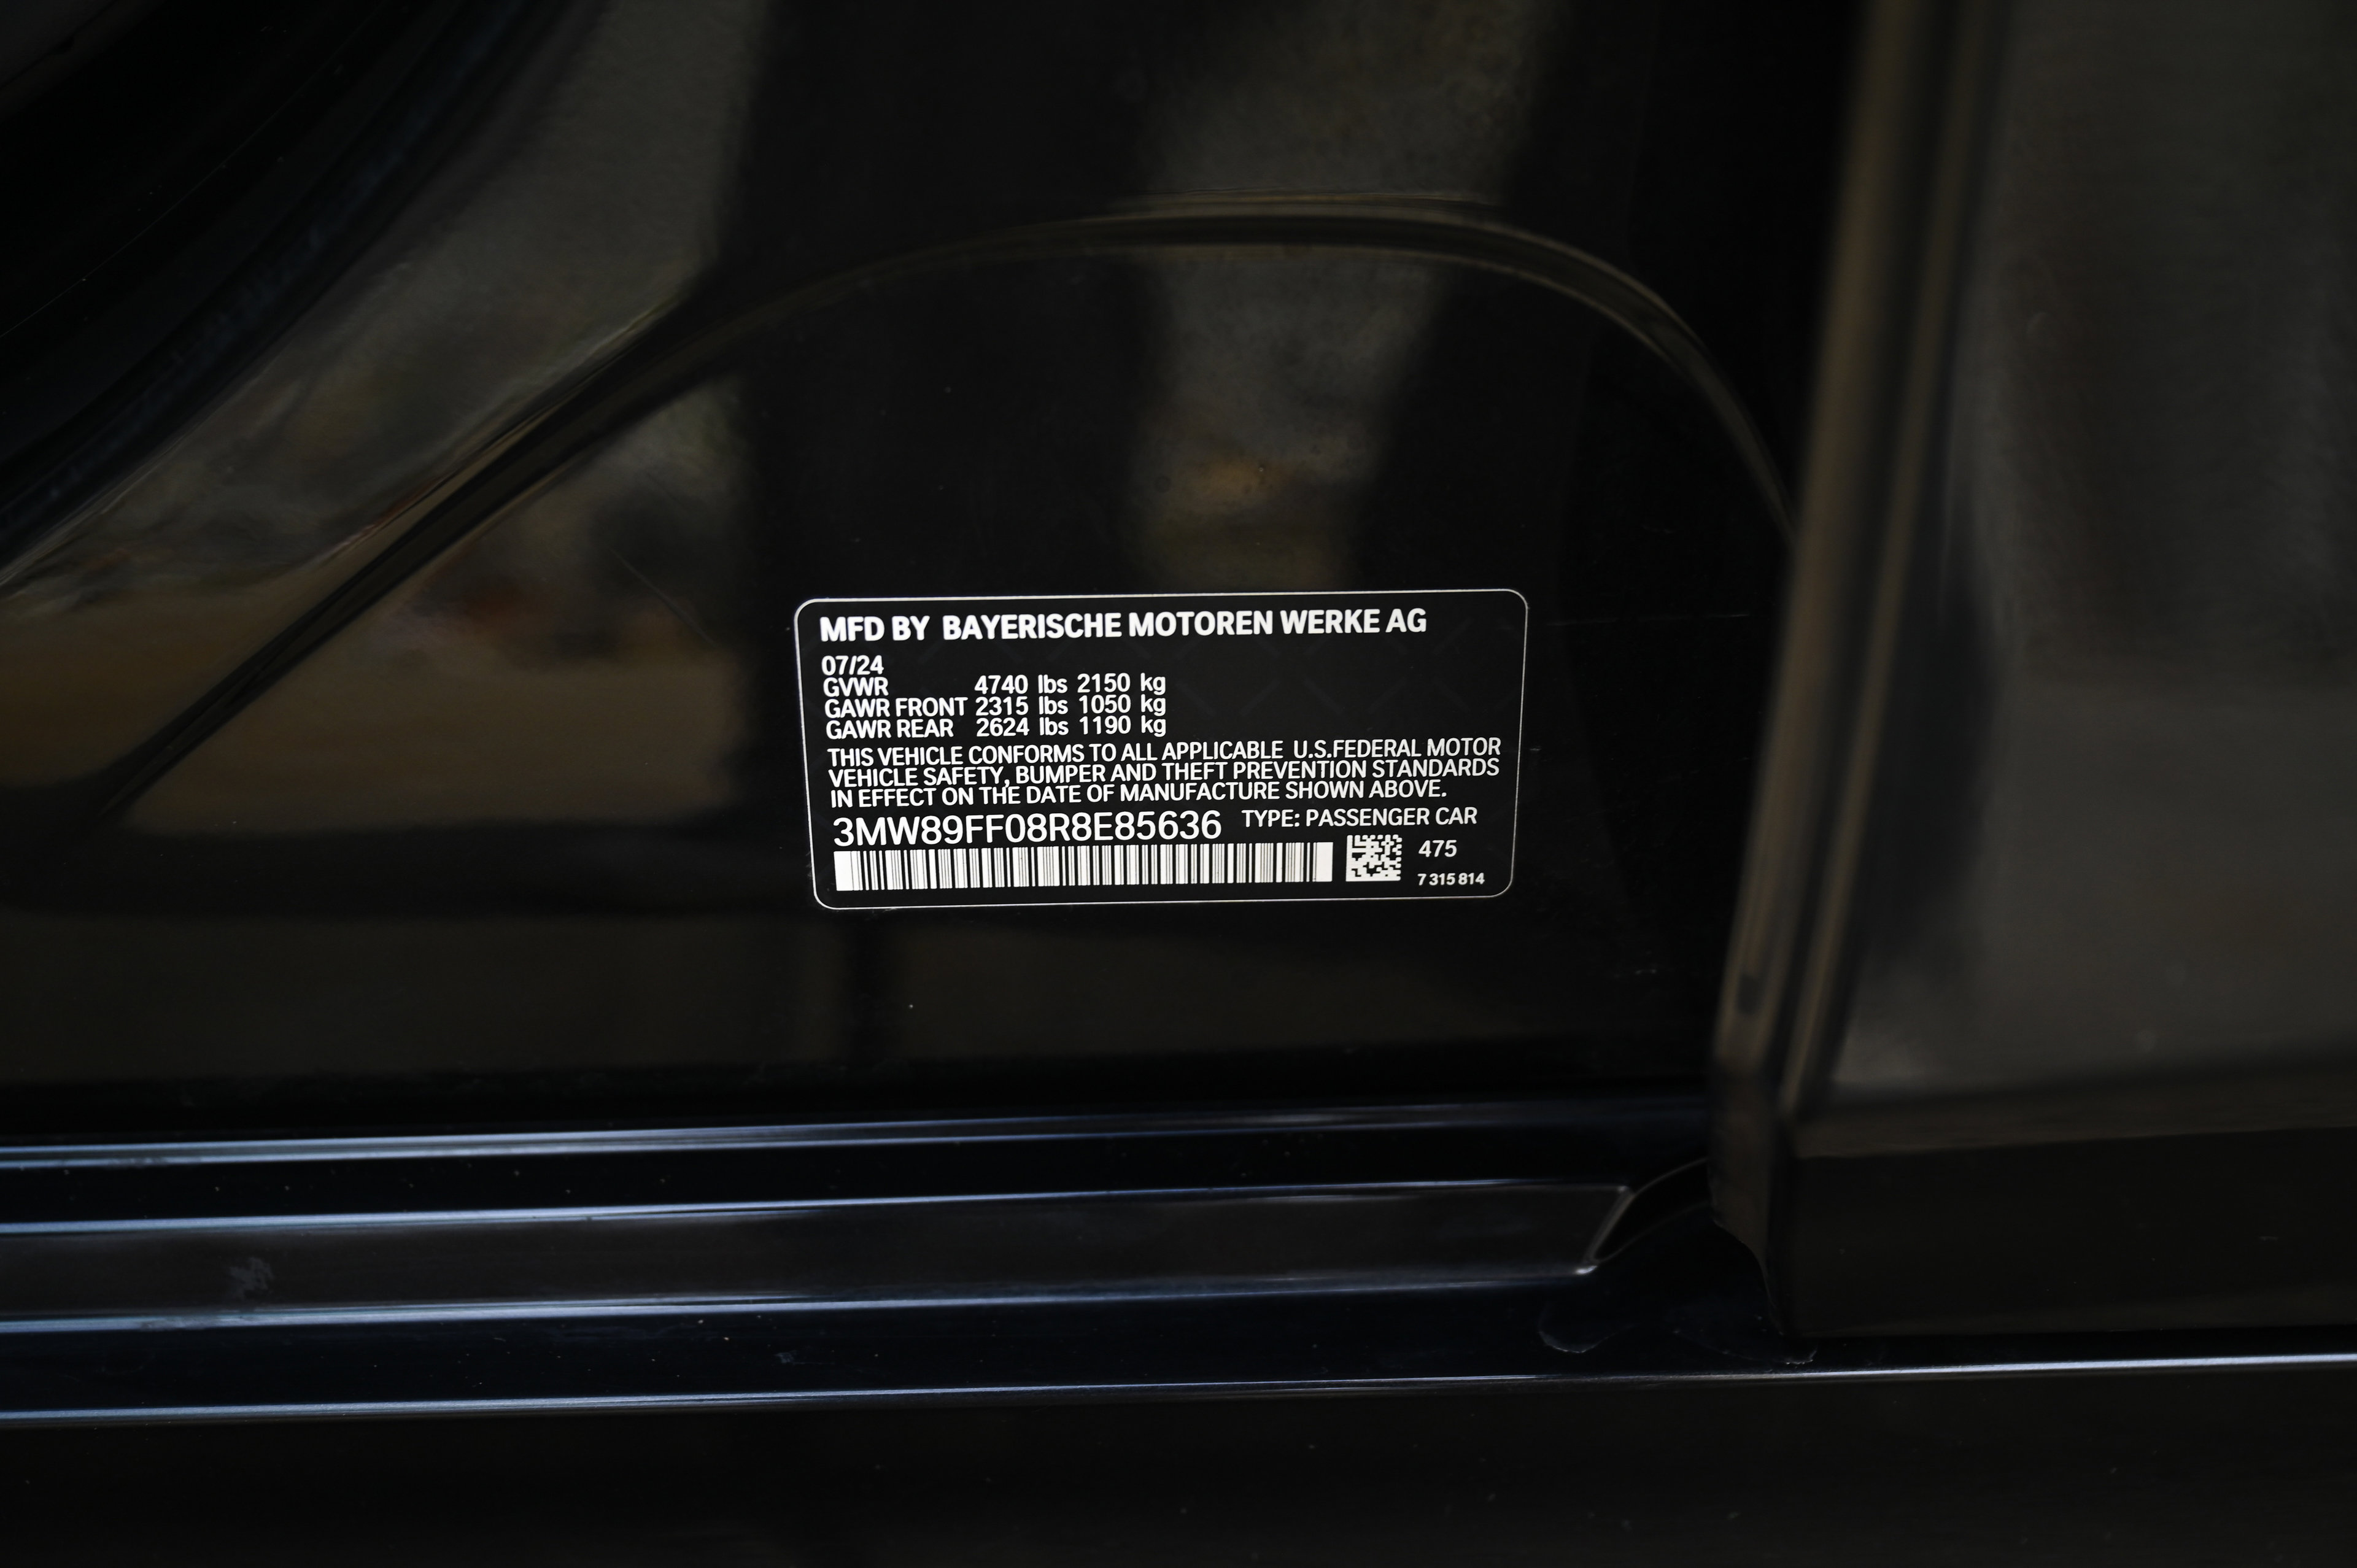 MFD BY BAYERISCHE MOTOREN WERKE AG
07/24
GVWR 4740 lbs 2150 kg
GAWR FRONT 2315 lbs 1050 kg
GAWR REAR 2624 lbs 1190 kg
THIS VEHICLE CONFORMS TO ALL APPLICABLE U.S.FEDERAL MOTOR
VEHICLE SAFETY, BUMPER AND THEFT PREVENTION STANDARDS
IN EFFECT ON THE DATE OF MANUFACTURE SHOWN ABOVE.
3MW89FF08R8E85636 TYPE: PASSENGER CAR
475
7 315 814